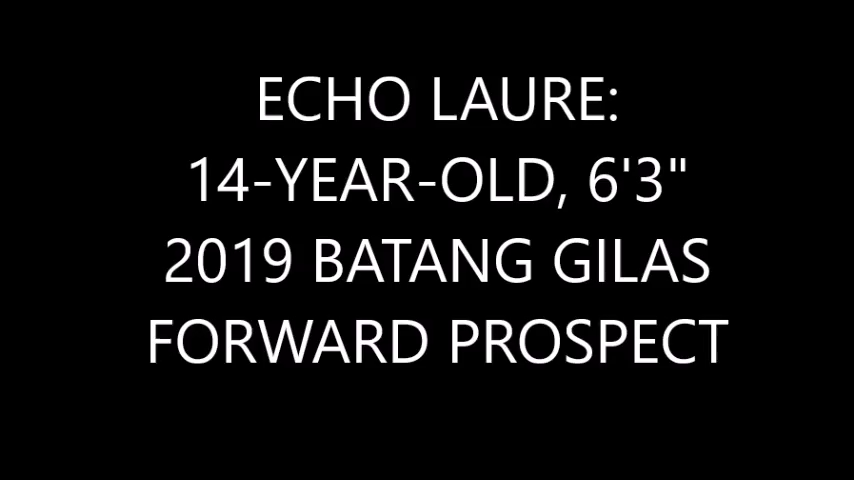 ECHO LAURE:
14-YEAR-OLD, 6'3"
2019 BATANG GILAS
FORWARD PROSPECT